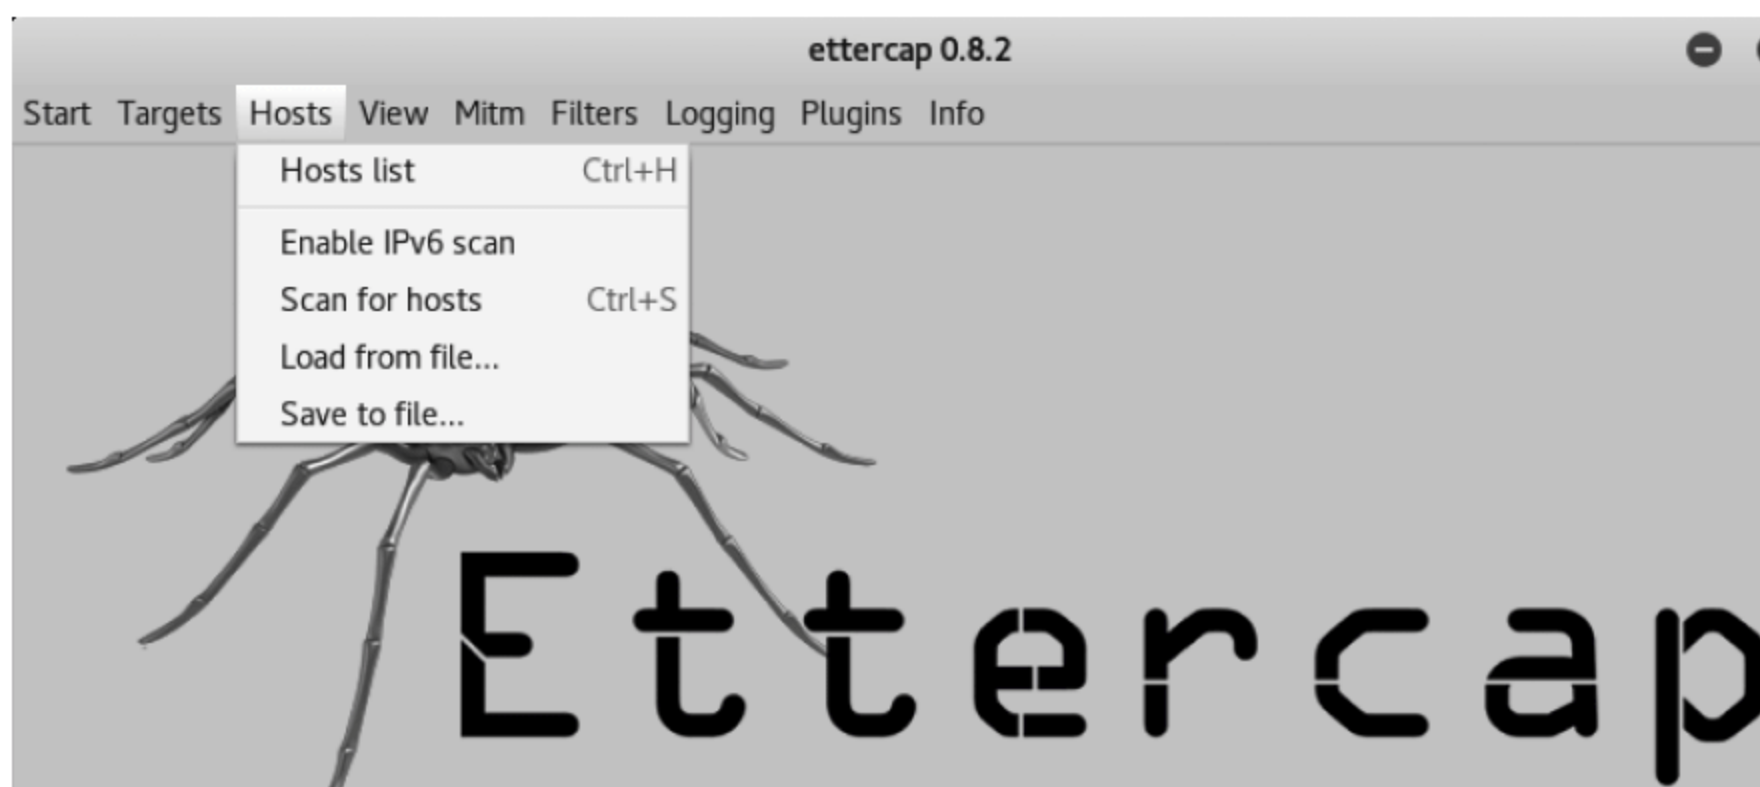 ettercap 0.8.2
Start Targets Hosts View Mitm Filters Logging Plugins Info
Hosts list Ctrl+H
Enable IPv6 scan
Scan for hosts Ctrl+S
Load from file...
Save to file...
Ettercap